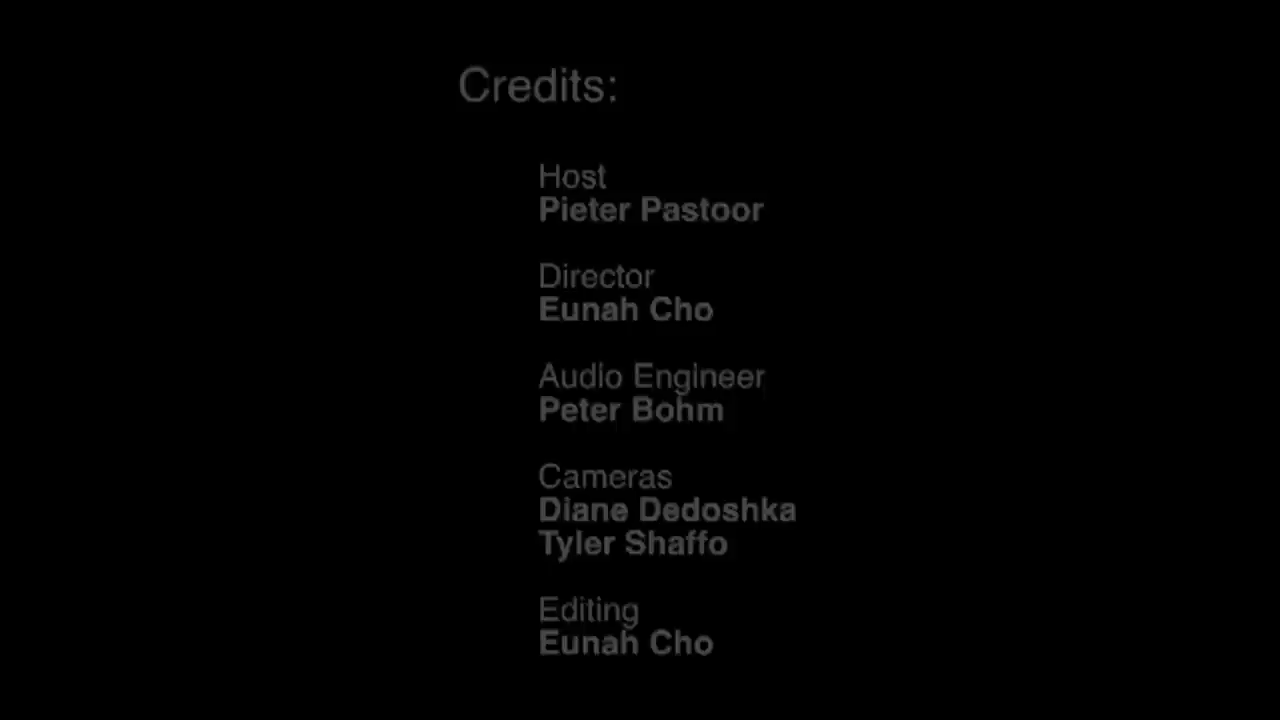 Credits:
Host
Pieter Pastoor
Director
Eunah Cho
Audio Engineer
Peter Bohm
Cameras
Diane Dedoshka
Tyler Shaffo
Editing
Eunah Cho